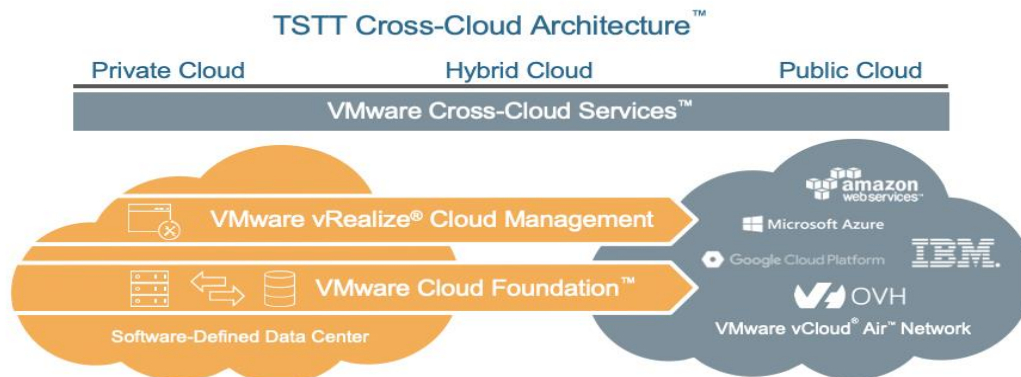 TSTT Cross-Cloud Architecture™
Private Cloud
Hybrid Cloud
Public Cloud
VMware Cross-Cloud Services™
amazon
web services™
VMware vRealize® Cloud Management
Microsoft Azure
Google Cloud Platform
IBM.
VMware Cloud Foundation™
OVH
Software-Defined Data Center
VMware vCloud® Air™ Network